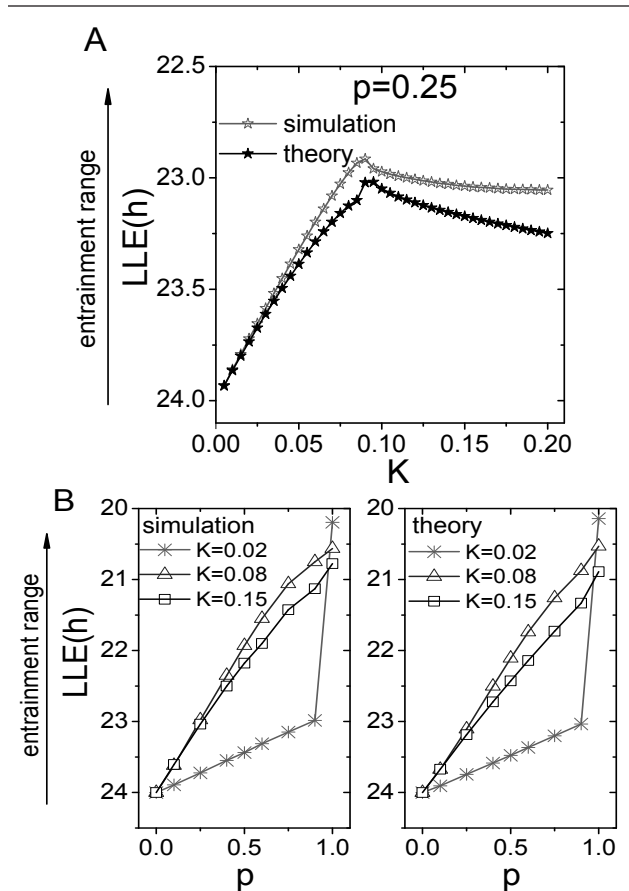 A
p=0.25
simulation
theory
entrainment range
LLE(h)
22.5
23.0
23.5
24.0
0.00 0.05 0.10 0.15 0.20
K
B
entrainment range
LLE(h)
simulation
K=0.02
K=0.08
K=0.15
20
21
22
23
24
0.0 0.5 1.0
p
theory
K=0.02
K=0.08
K=0.15
20
21
22
23
24
0.0 0.5 1.0
p